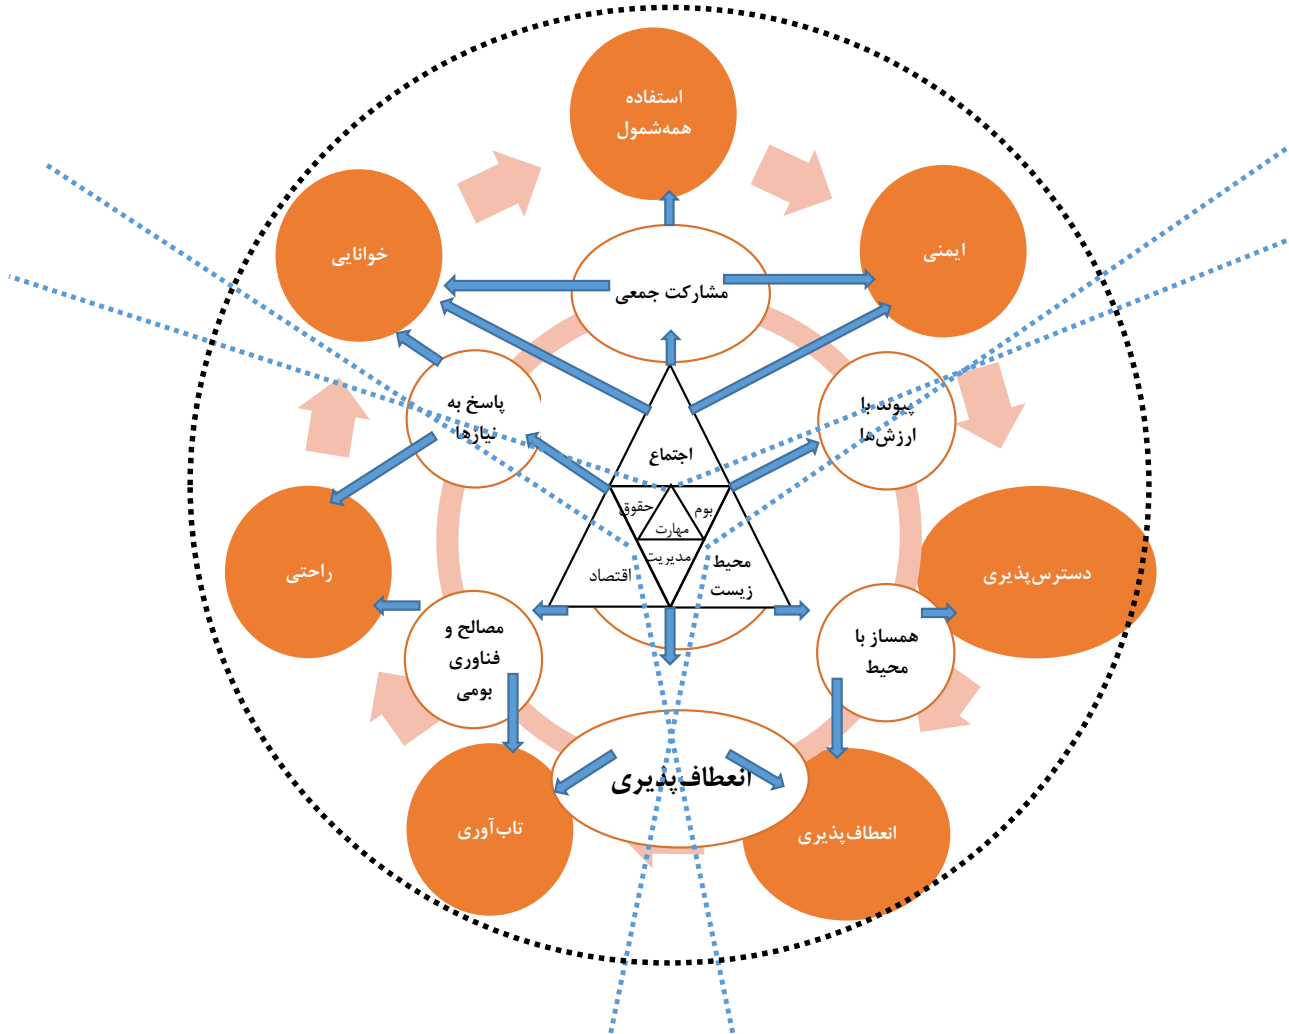 استفاده
همه‌شمول
ایمنی
خوانایی
مشارکت جمعی
پاسخ به
نیازها
پیوند با
ارزش‌ها
اجتماع
حقوق
بوم
مهارت
مدیریت
اقتصاد
محیط
زیست
راحتی
دسترس‌پذیری
مصالح و
فناوری
بومی
همساز با
محیط
انعطاف‌پذیری
تاب‌آوری
انعطاف‌پذیری